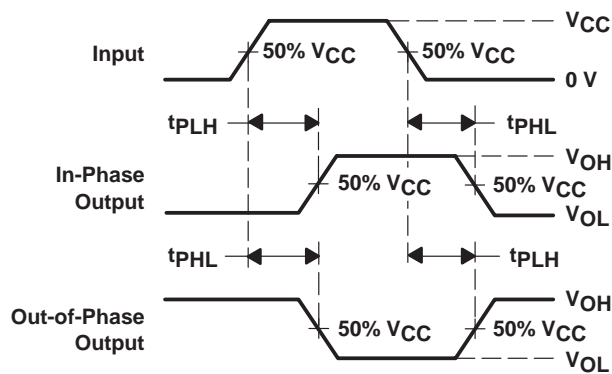 VCC
Input
50% VCC
50% VCC
0 V
tPLH
tPHL
In-Phase
Output
VOH
50% VCC
50% VCC
VOL
tPHL
tPLH
Out-of-Phase
Output
VOH
50% VCC
50% VCC
VOL